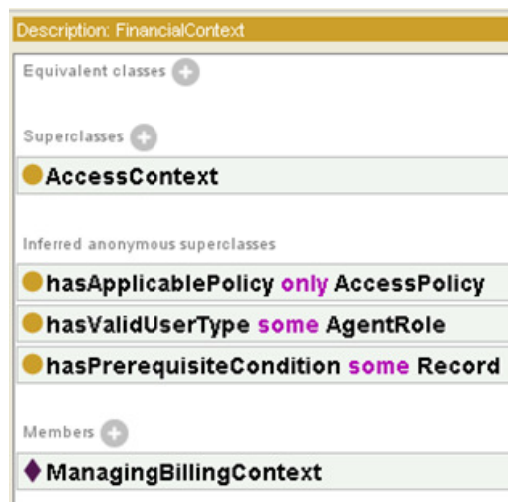 Description: FinancialContext
Equivalent classes
Superclasses
AccessContext
Inferred anonymous superclasses
hasApplicablePolicy only AccessPolicy
hasValidUserType some AgentRole
hasPrerequisiteCondition some Record
Members
ManagingBillingContext